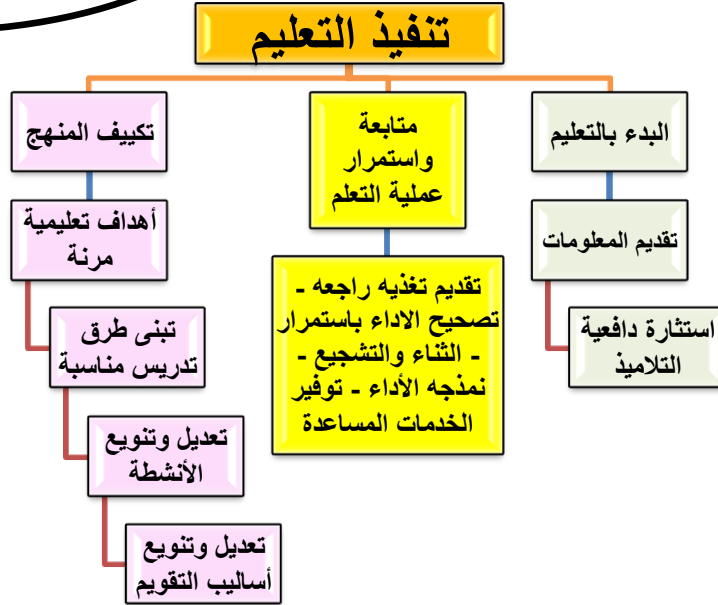 تنفيذ التعليم
البدء بالتعليم
تقديم المعلومات
استثارة دافعية
التلاميذ
متابعة
واستمرار
عملية التعلم
تقديم تغذيه راجعه -
تصحيح الاداء باستمرار
- الثناء والتشجيع -
نمذجه الأداء - توفير
الخدمات المساعدة
تكييف المنهج
أهداف تعليمية
مرنة
تبنى طرق
تدريس مناسبة
تعديل وتنويع
الأنشطة
تعديل وتنويع
أساليب التقويم